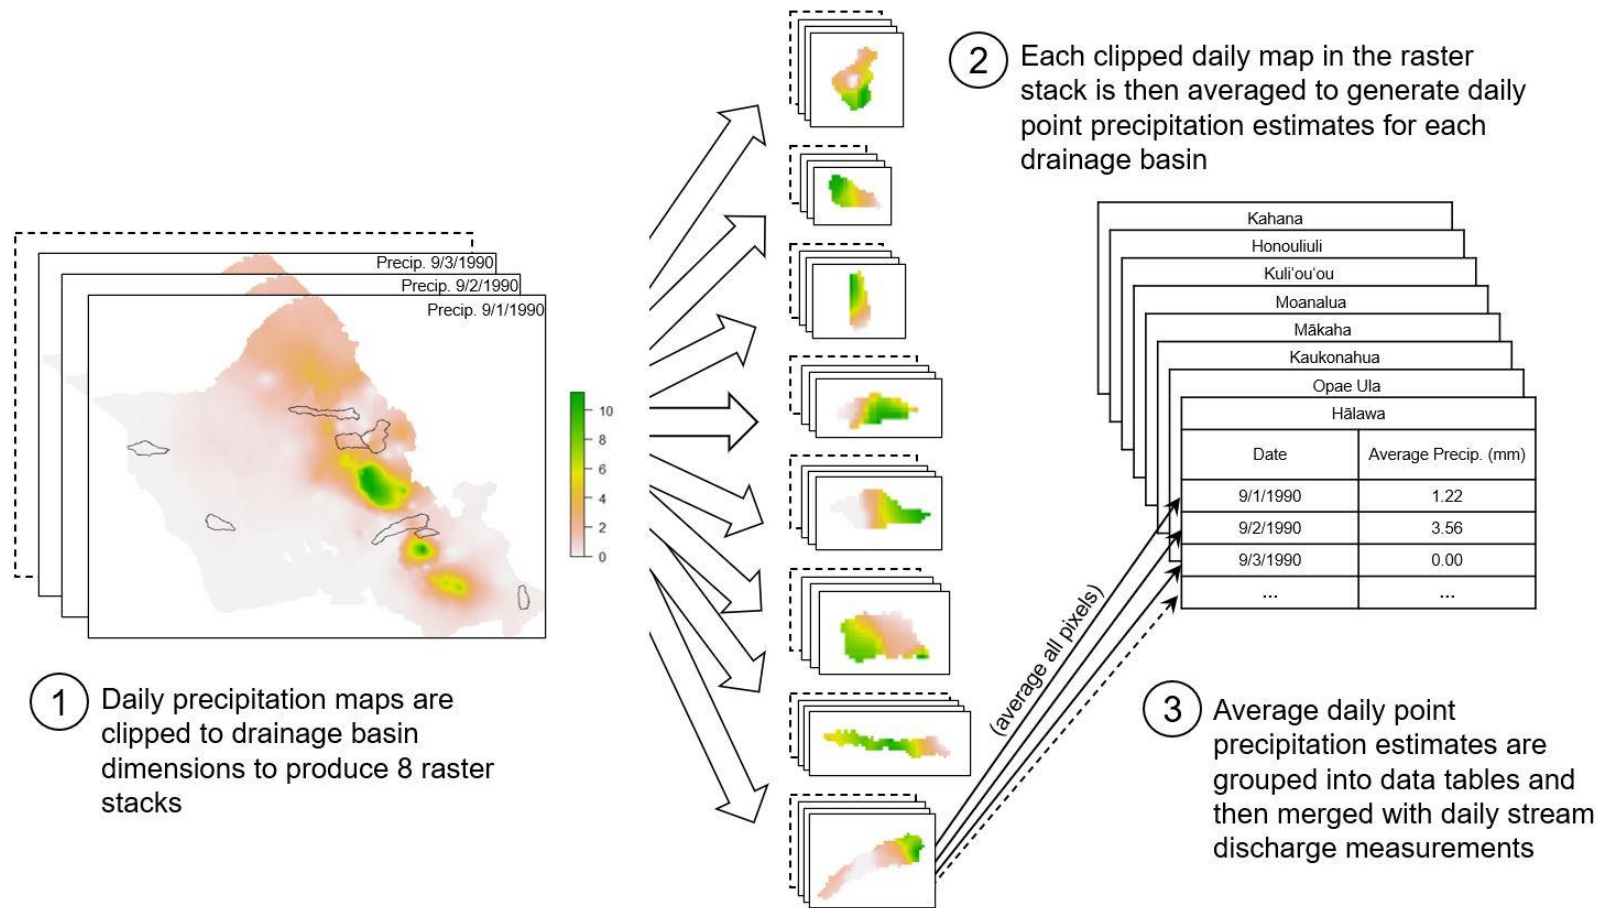 2
Each clipped daily map in the raster
stack is then averaged to generate daily
point precipitation estimates for each
drainage basin
Precip. 9/3/1990
Precip. 9/2/1990
Precip. 9/1/1990
10
8
6
4
2
0
1
Daily precipitation maps are
clipped to drainage basin
dimensions to produce 8 raster
stacks
(average all pixels)
Kahana
Honouliuli
Kuliʻouʻou
Moanalua
Mākaha
Kaukonahua
Opae Ula
Hālawa
Date Average Precip. (mm)
9/1/1990 1.22
9/2/1990 3.56
9/3/1990 0.00
... ...
3
Average daily point
precipitation estimates are
grouped into data tables and
then merged with daily stream
discharge measurements